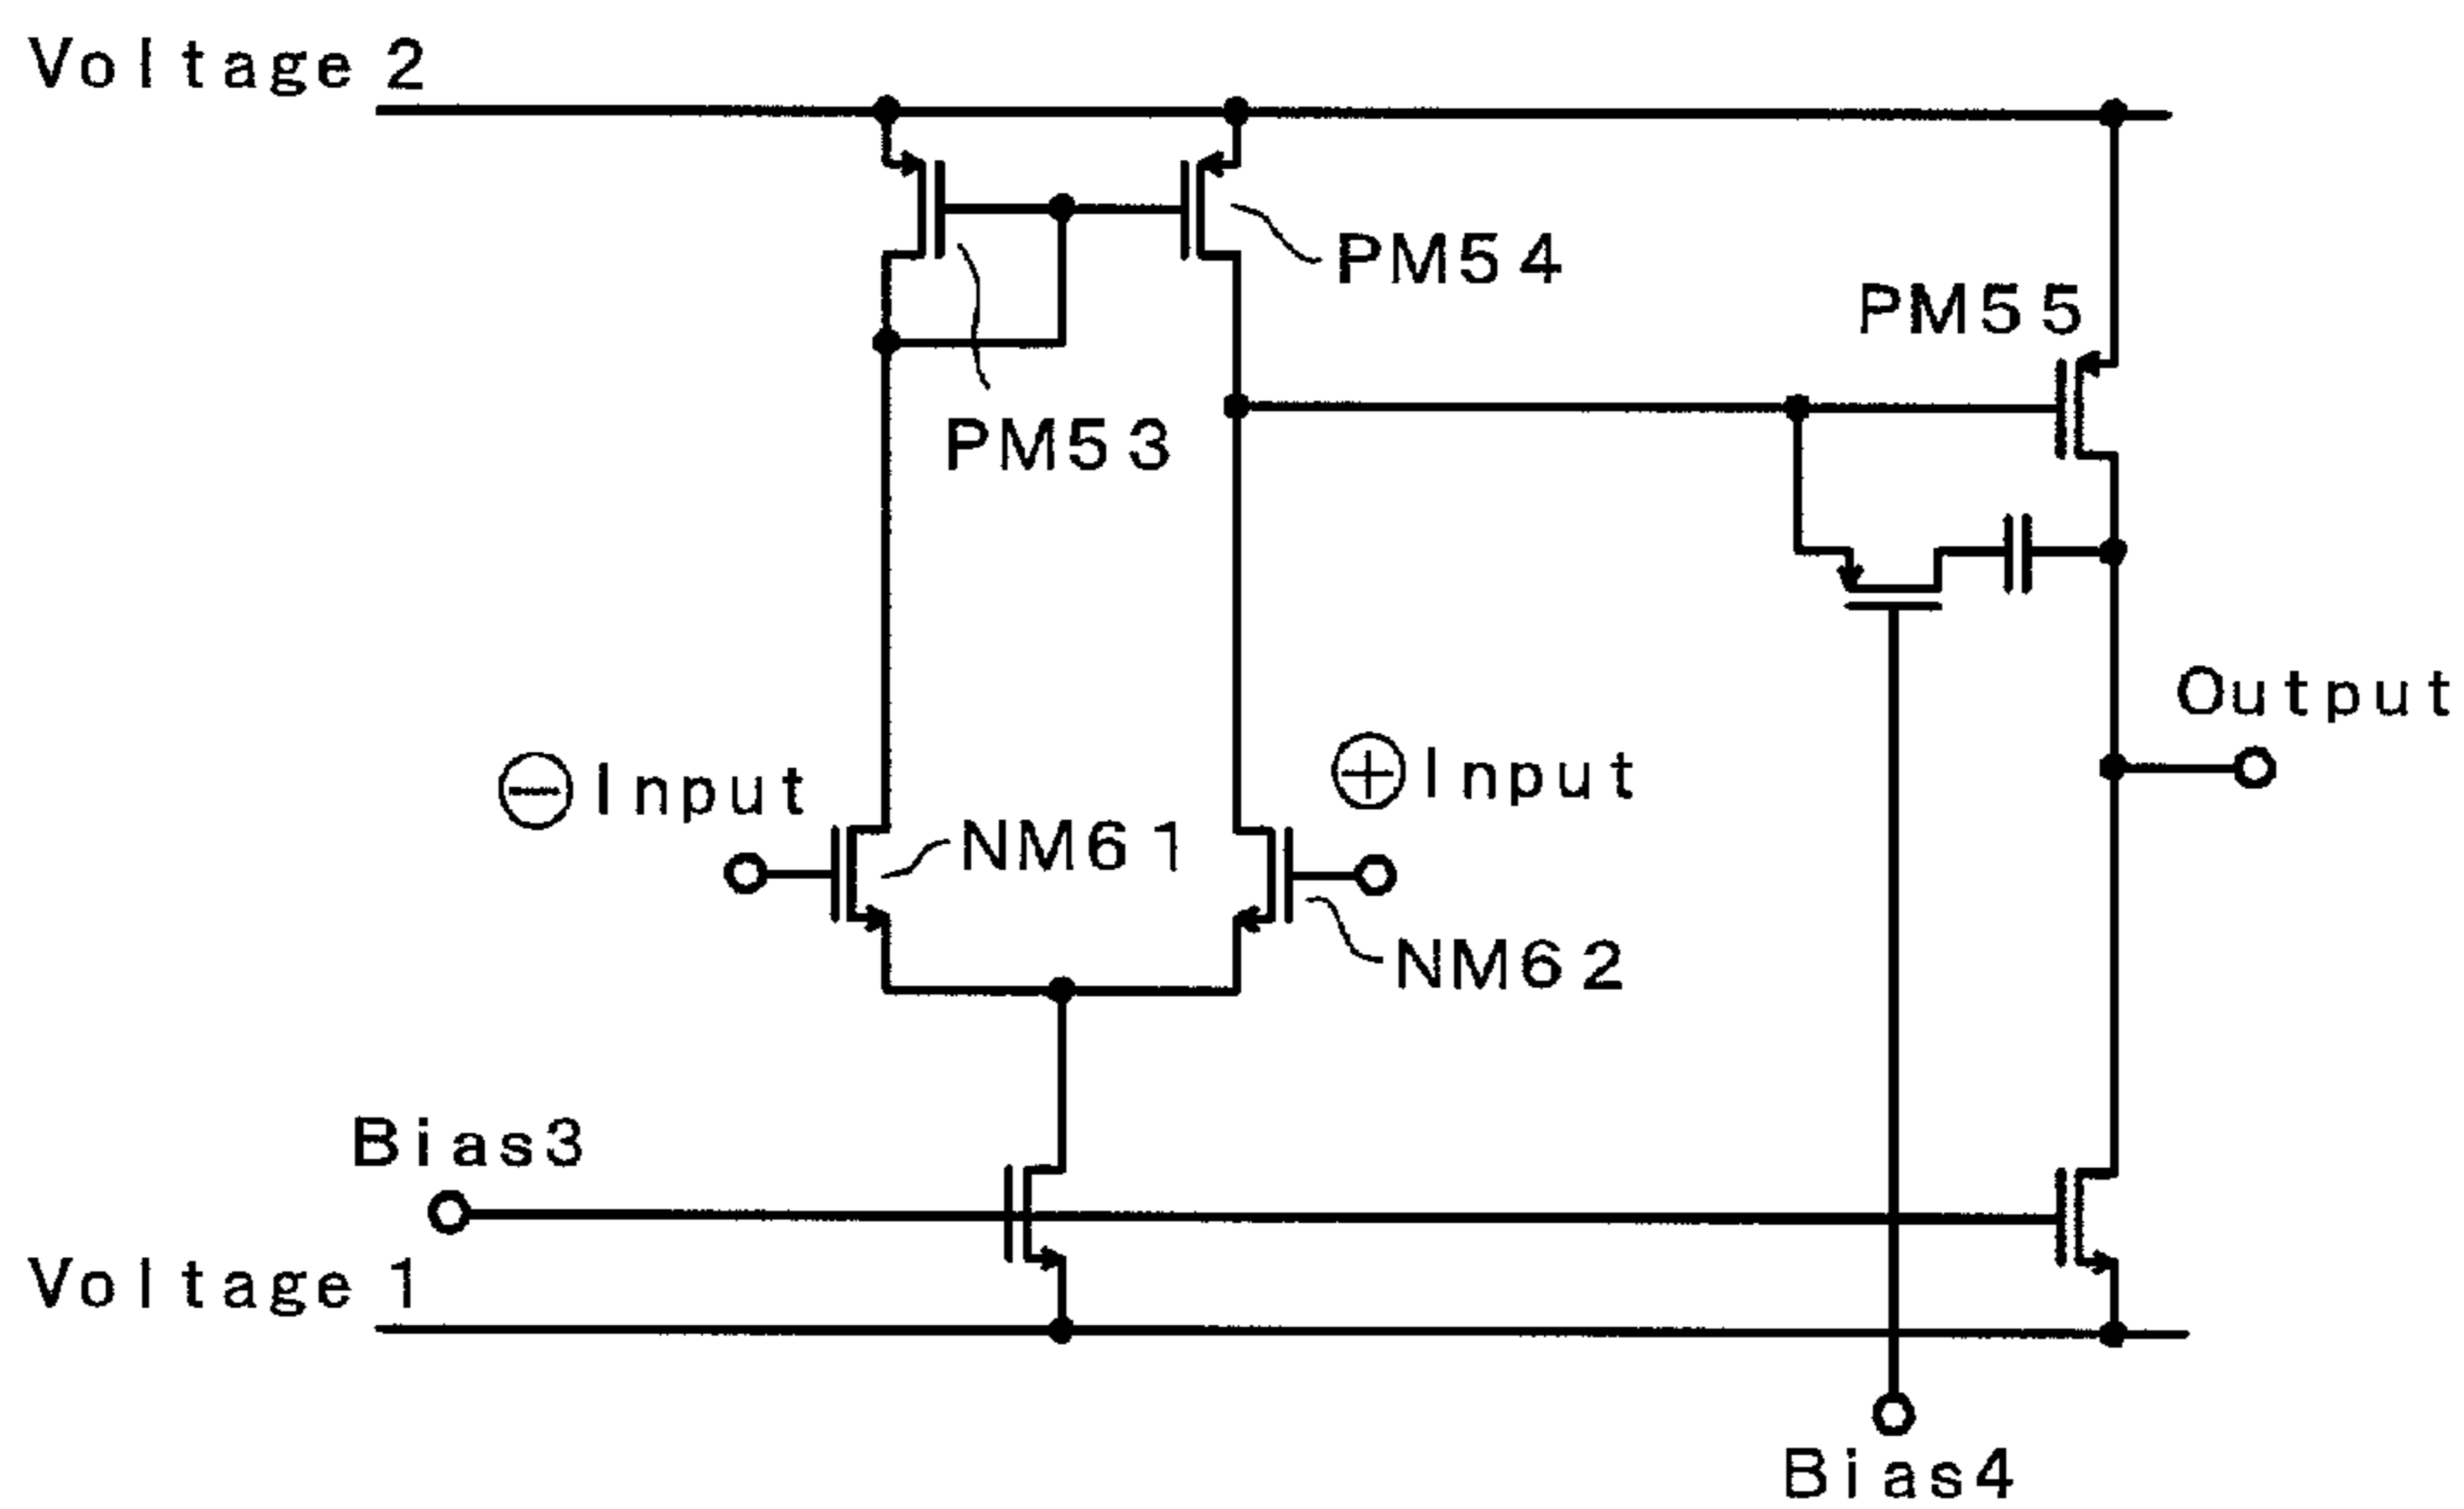 Voltage 2
PM54
PM55
PM53
Output
⊖Input
⊕Input
NM61
NM62
Bias3
Voltage 1
Bias4